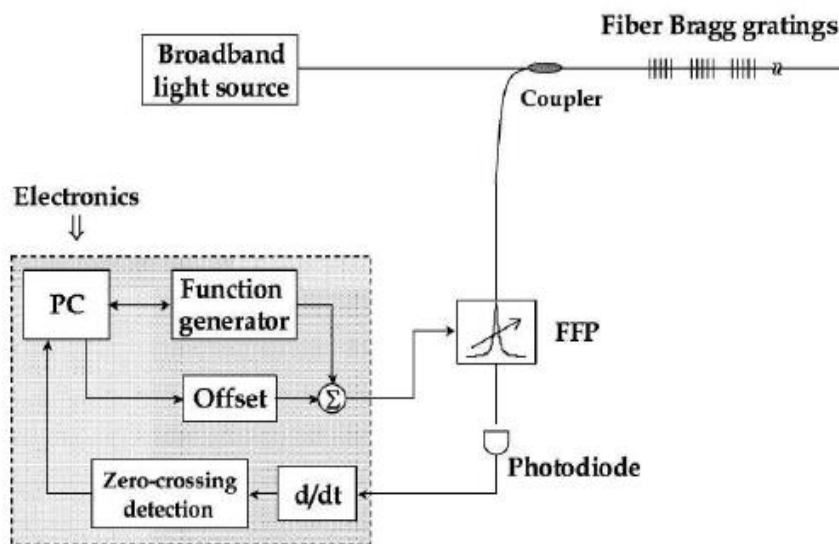 Fiber Bragg gratings
Broadband
light source
Coupler
Electronics
PC
Function
generator
FFP
Offset
Σ
Photodiode
Zero-crossing
detection
d/dt